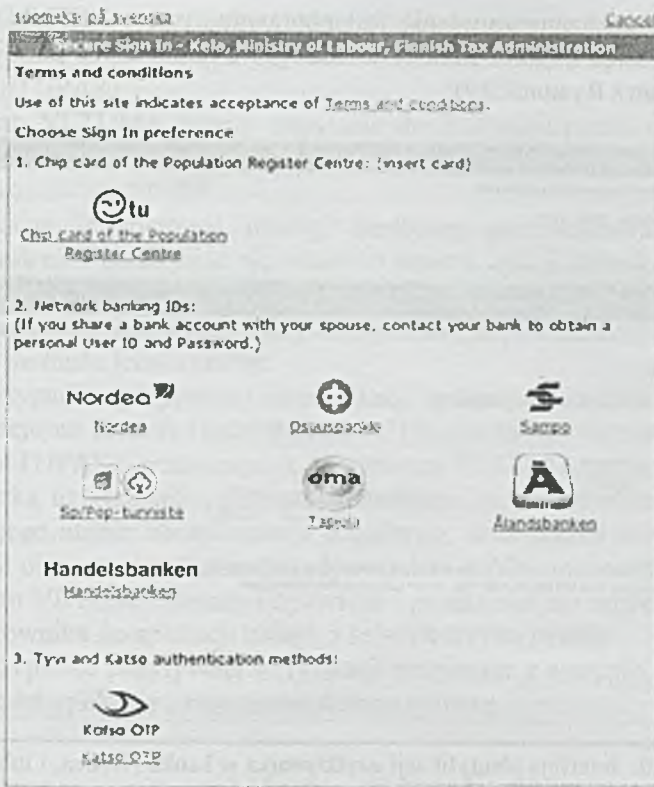 suomeksi på svenska Cancel
Secure Sign In - Kela, Ministry of Labour, Finnish Tax Administration
Terms and conditions
Use of this site indicates acceptance of Terms and conditions.
Choose Sign In preference
1. Chip card of the Population Register Centre: (insert card)
tu
Chip card of the Population
Register Centre
2. Network banking IDs:
(If you share a bank account with your spouse, contact your bank to obtain a
personal User ID and Password.)
Nordea
Nordea Osuuspankki Sampo
oma Å
Sp/Pop-tunniste Tapiola Ålandsbanken
Handelsbanken
Handelsbanken
3. Tyvi and Katso authentication methods:
Katso OTP
Katso OTP